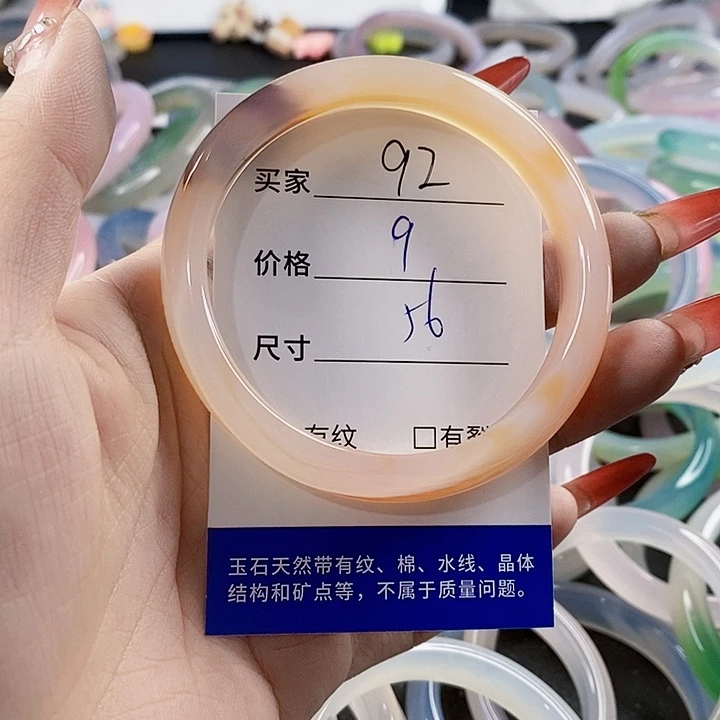 买家 92
价格 9
尺寸 56
有纹 □有裂
玉石天然带有纹、棉、水线、晶体
结构和矿点等，不属于质量问题。